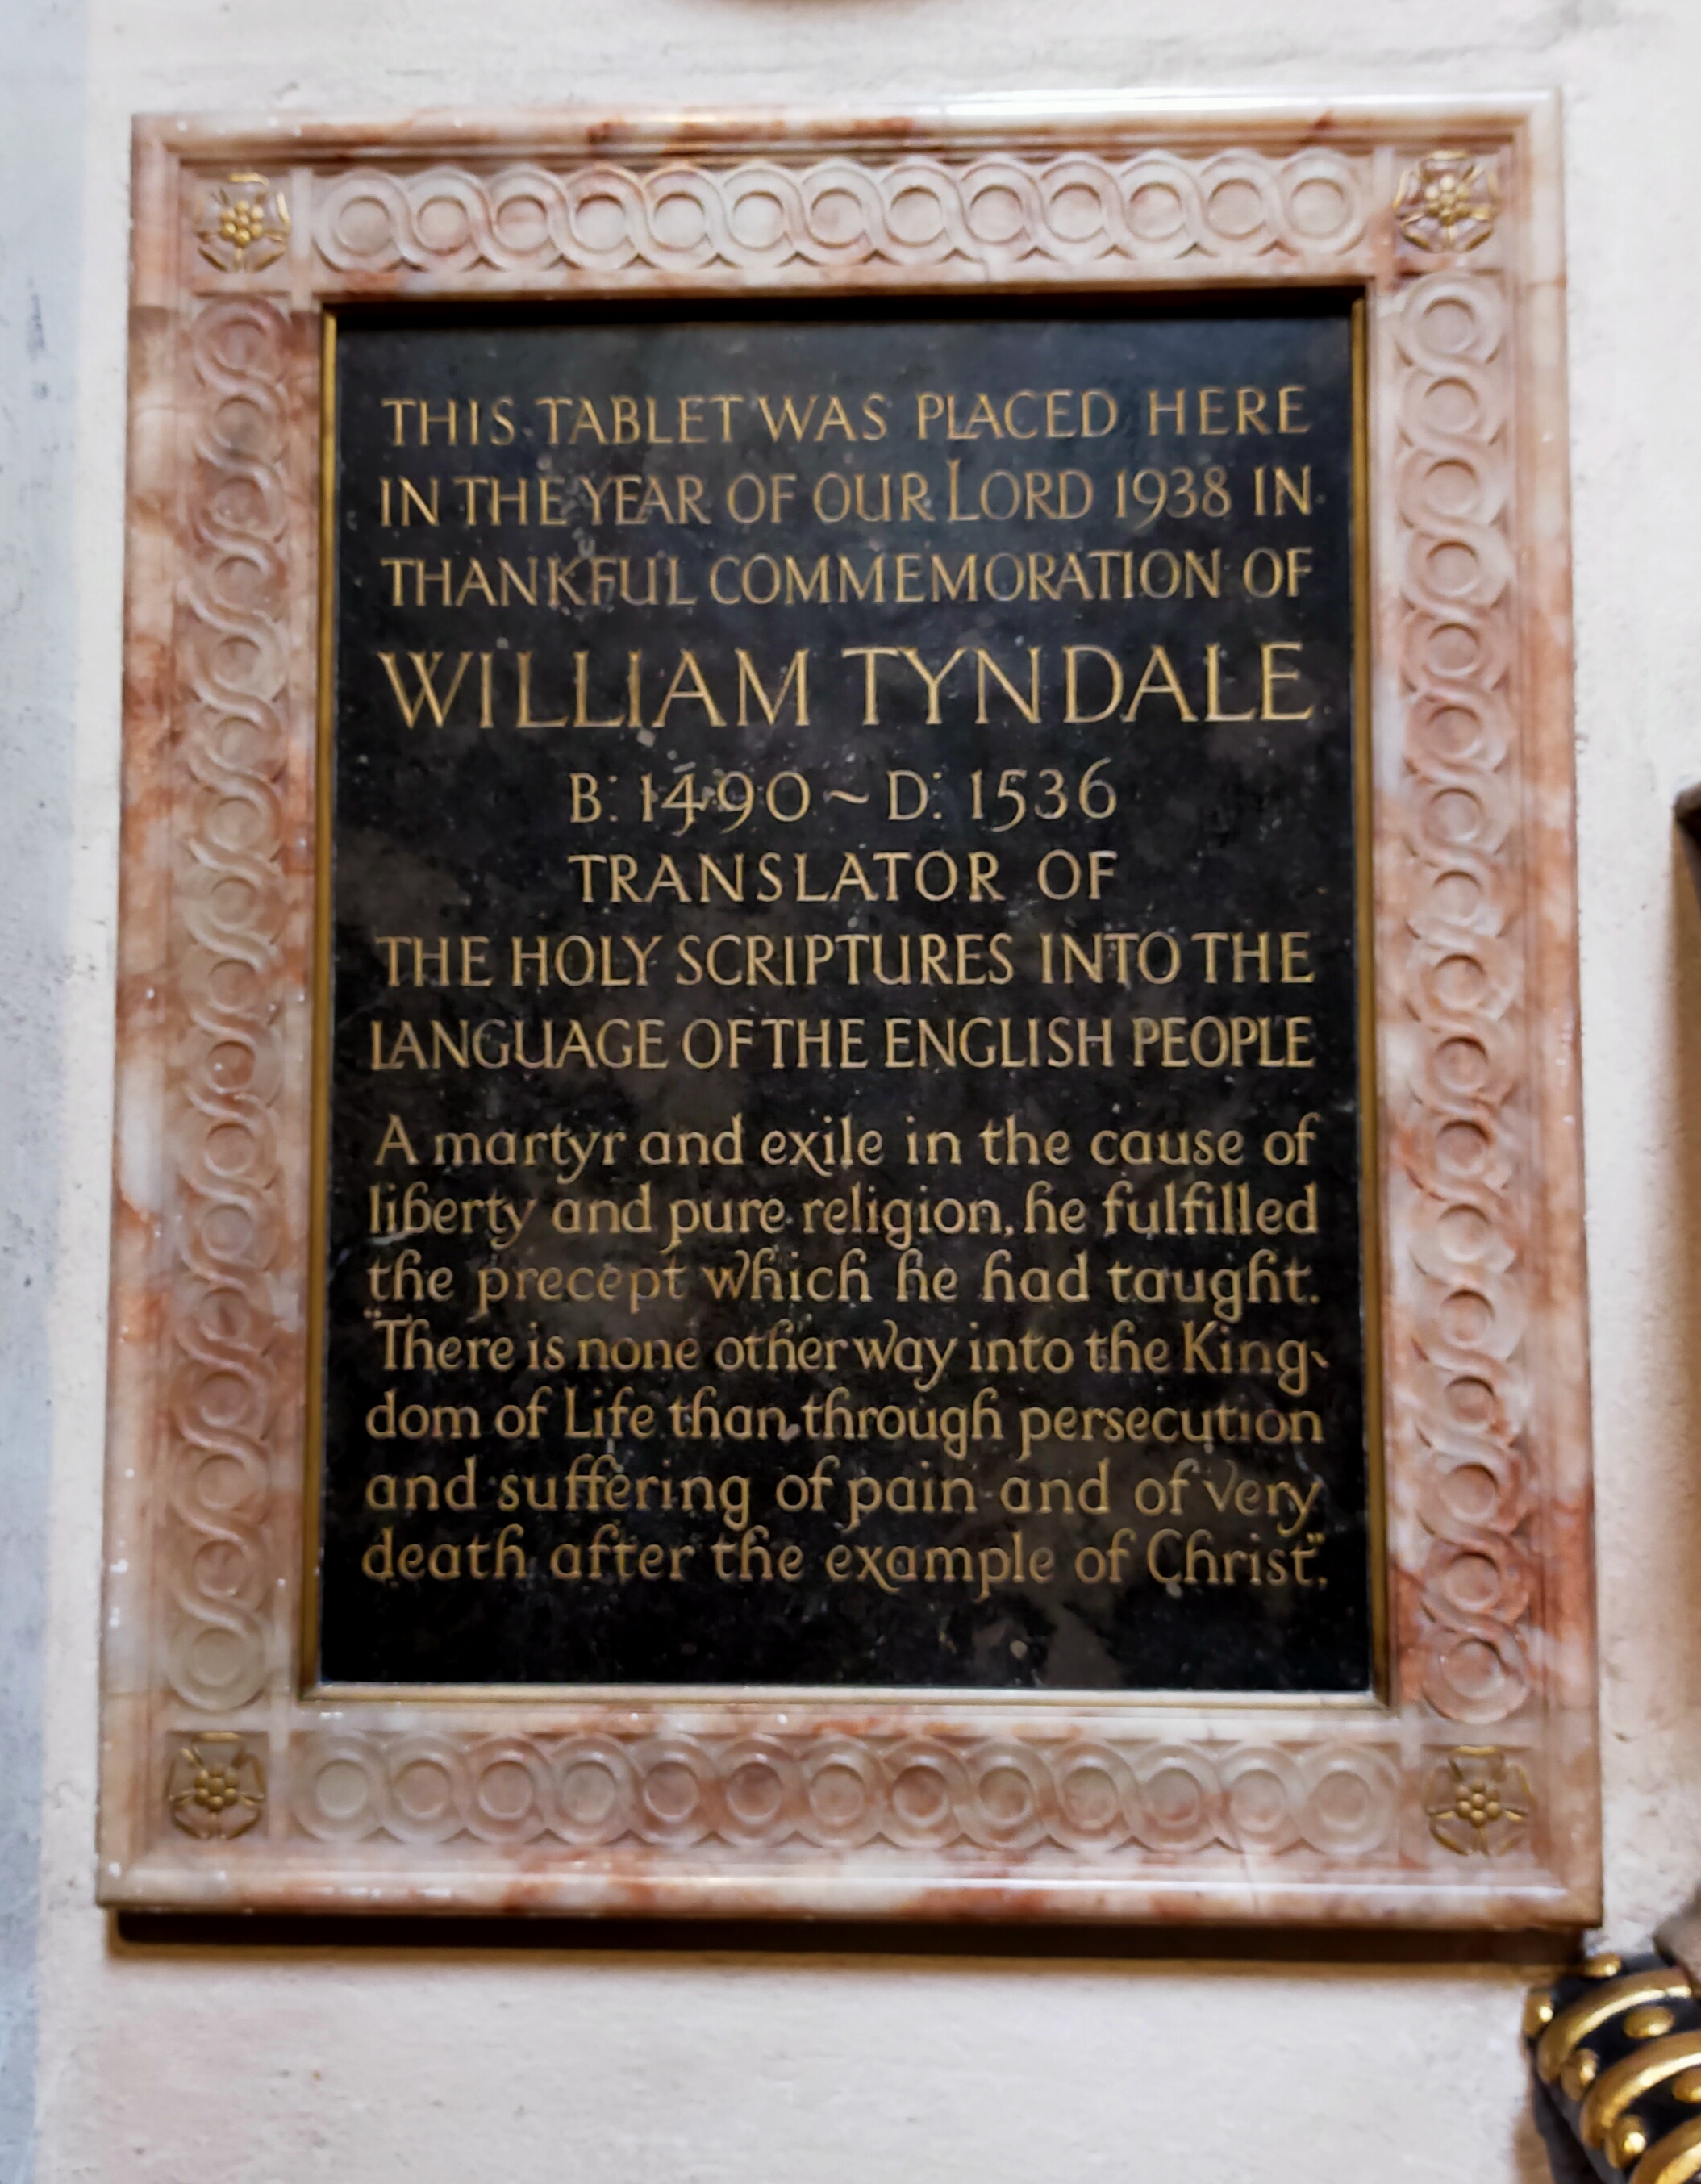 THIS TABLET WAS PLACED HERE
IN THE YEAR OF OUR LORD 1938 IN
THANKFUL COMMEMORATION OF
WILLIAM TYNDALE
B: 1490 ~ D: 1536
TRANSLATOR OF
THE HOLY SCRIPTURES INTO THE
LANGUAGE OF THE ENGLISH PEOPLE
A martyr and exile in the cause of
liberty and pure religion, he fulfilled
the precept which he had taught.
"There is none other way into the King-
dom of Life than through persecution
and suffering of pain and of very
death after the example of Christ".